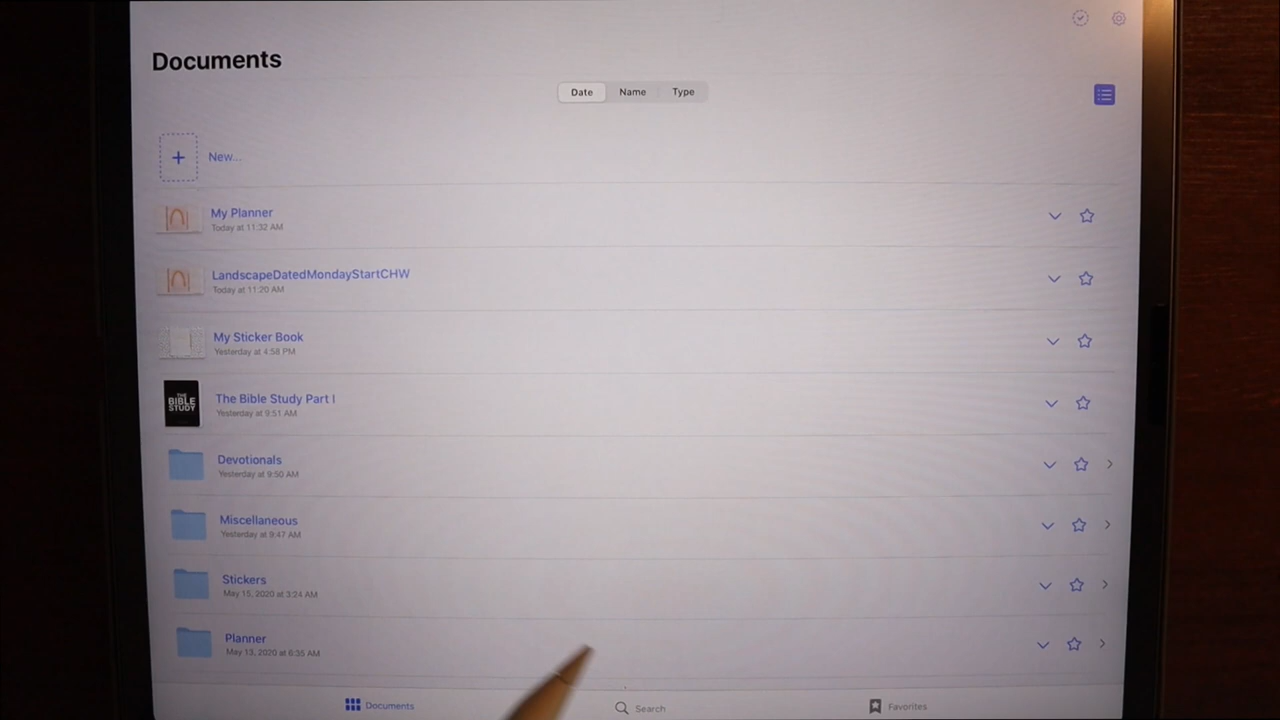 Documents
Date Name Type
New...
My Planner
Today at 11:32 AM
LandscapeDatedMondayStartCHW
Today at 11:20 AM
My Sticker Book
Yesterday at 4:58 PM
THE
BIBLE
STUDY
The Bible Study Part I
Yesterday at 9:51 AM
Devotionals
Yesterday at 9:50 AM
Miscellaneous
Yesterday at 9:47 AM
Stickers
May 15, 2020 at 3:24 AM
Planner
May 13, 2020 at 6:35 AM
Documents Search Favorites